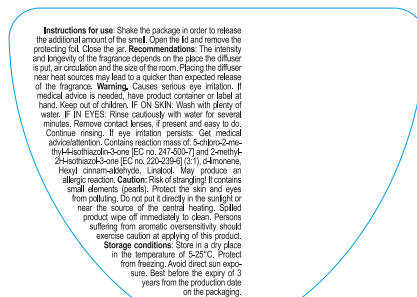 Instructions for use: Shake the package in order to release
the additional amount of the smell. Open the lid and remove the
protecting foil. Close the jar. Recommendations: The intensity
and longevity of the fragrance depends on the place the diffuser
is put, air circulation and the size of the room. Placing the diffuser
near heat sources may lead to a quicker than expected release
of the fragrance. Warning. Causes serious eye irritation. If
medical advice is needed, have product container or label at
hand. Keep out of children. IF ON SKIN: Wash with plenty of
water. IF IN EYES: Rinse cautiously with water for several
minutes. Remove contact lenses, if present and easy to do.
Continue rinsing. If eye irritation persists: Get medical
advice/attention. Contains reaction mass of: 5-chloro-2-me-
thyl-4-isothiazolin-3-one [EC no. 247-500-7] and 2-methyl-
2H-isothiazol-3-one [EC no. 220-239-6] (3:1), d-limonene,
Hexyl cinnam-aldehyde, Linalool. May produce an
allergic reaction. Caution: Risk of strangling! It contains
small elements (pearls). Protect the skin and eyes
from polluting. Do not put it directly in the sunlight or
near the source of the central heating. Spilled
product wipe off immediately to clean. Persons
suffering from aromatic oversensitivity should
exercise caution at applying of this product.
Storage conditions: Store in a dry place
in the temperature of 5-25°C. Protect
from freezing. Avoid direct sun expo-
sure. Best before the expiry of 3
years from the production date
on the packaging.